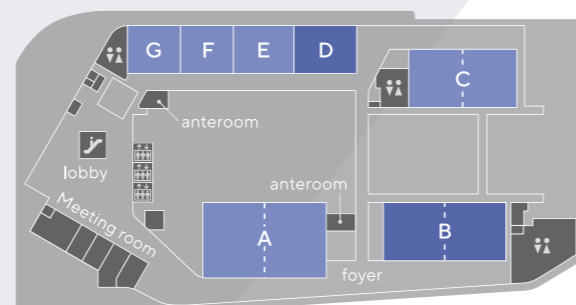 G F E D
C
anteroom
lobby
anteroom
Meeting room
A
B
foyer